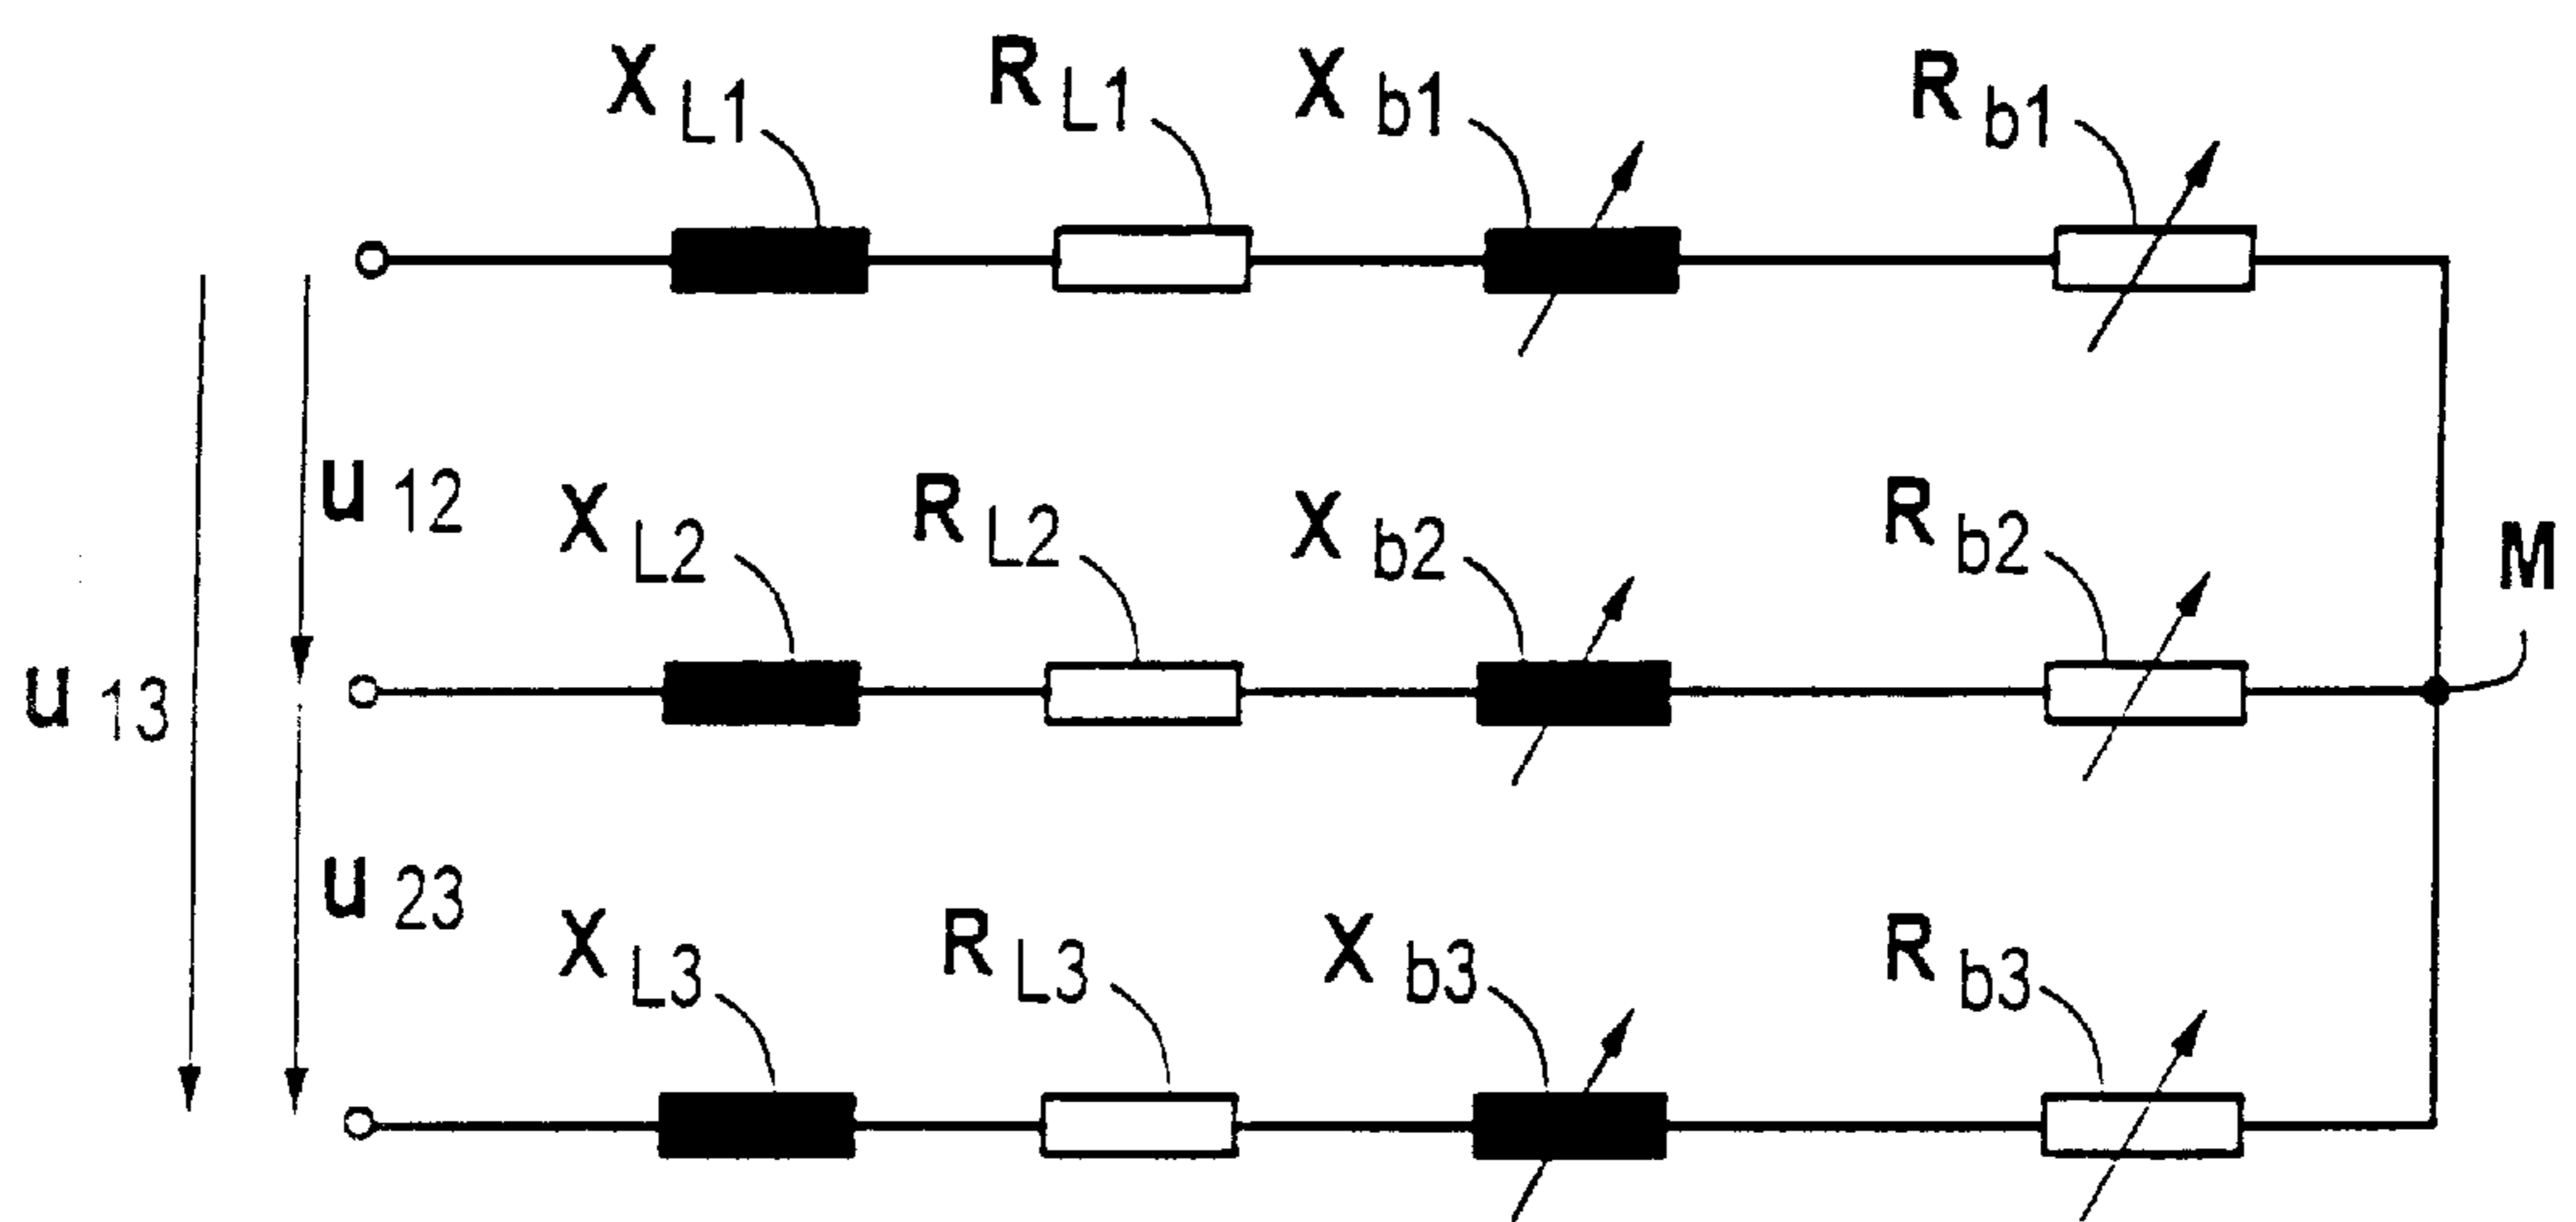 X L1 R L1 X b1 R b1
u 12
X L2 R L2 X b2 R b2 M
u 13
u 23
X L3 R L3 X b3 R b3